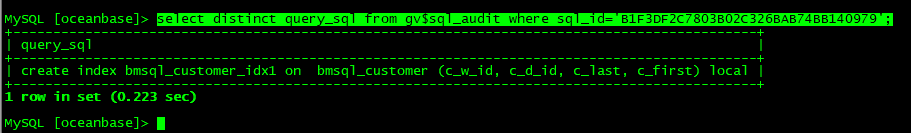 MySQL [oceanbase]> select distinct query_sql from gv$sql_audit where sql_id='B1F3DF2C7803B02C326BAB74BB140979';
+--------------------------------------------------------------------------------------------+
| query_sql                                                                                  |
+--------------------------------------------------------------------------------------------+
| create index bmsql_customer_idx1 on  bmsql_customer (c_w_id, c_d_id, c_last, c_first) local |
+--------------------------------------------------------------------------------------------+
1 row in set (0.223 sec)
MySQL [oceanbase]>